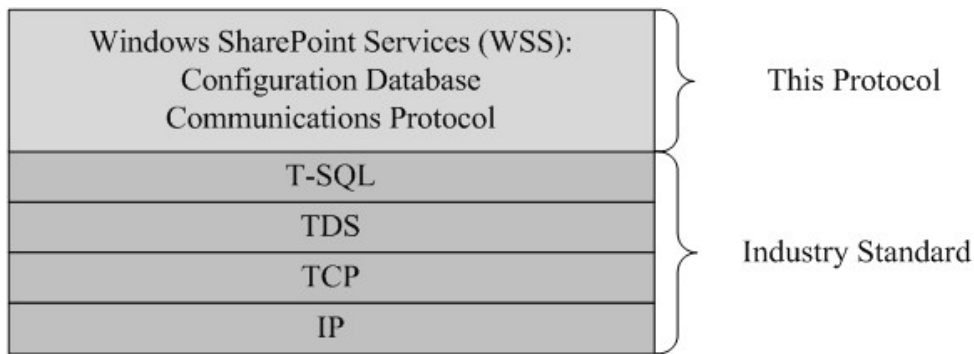 Windows SharePoint Services (WSS):
Configuration Database
Communications Protocol
This Protocol
T-SQL
TDS
TCP
IP
Industry Standard